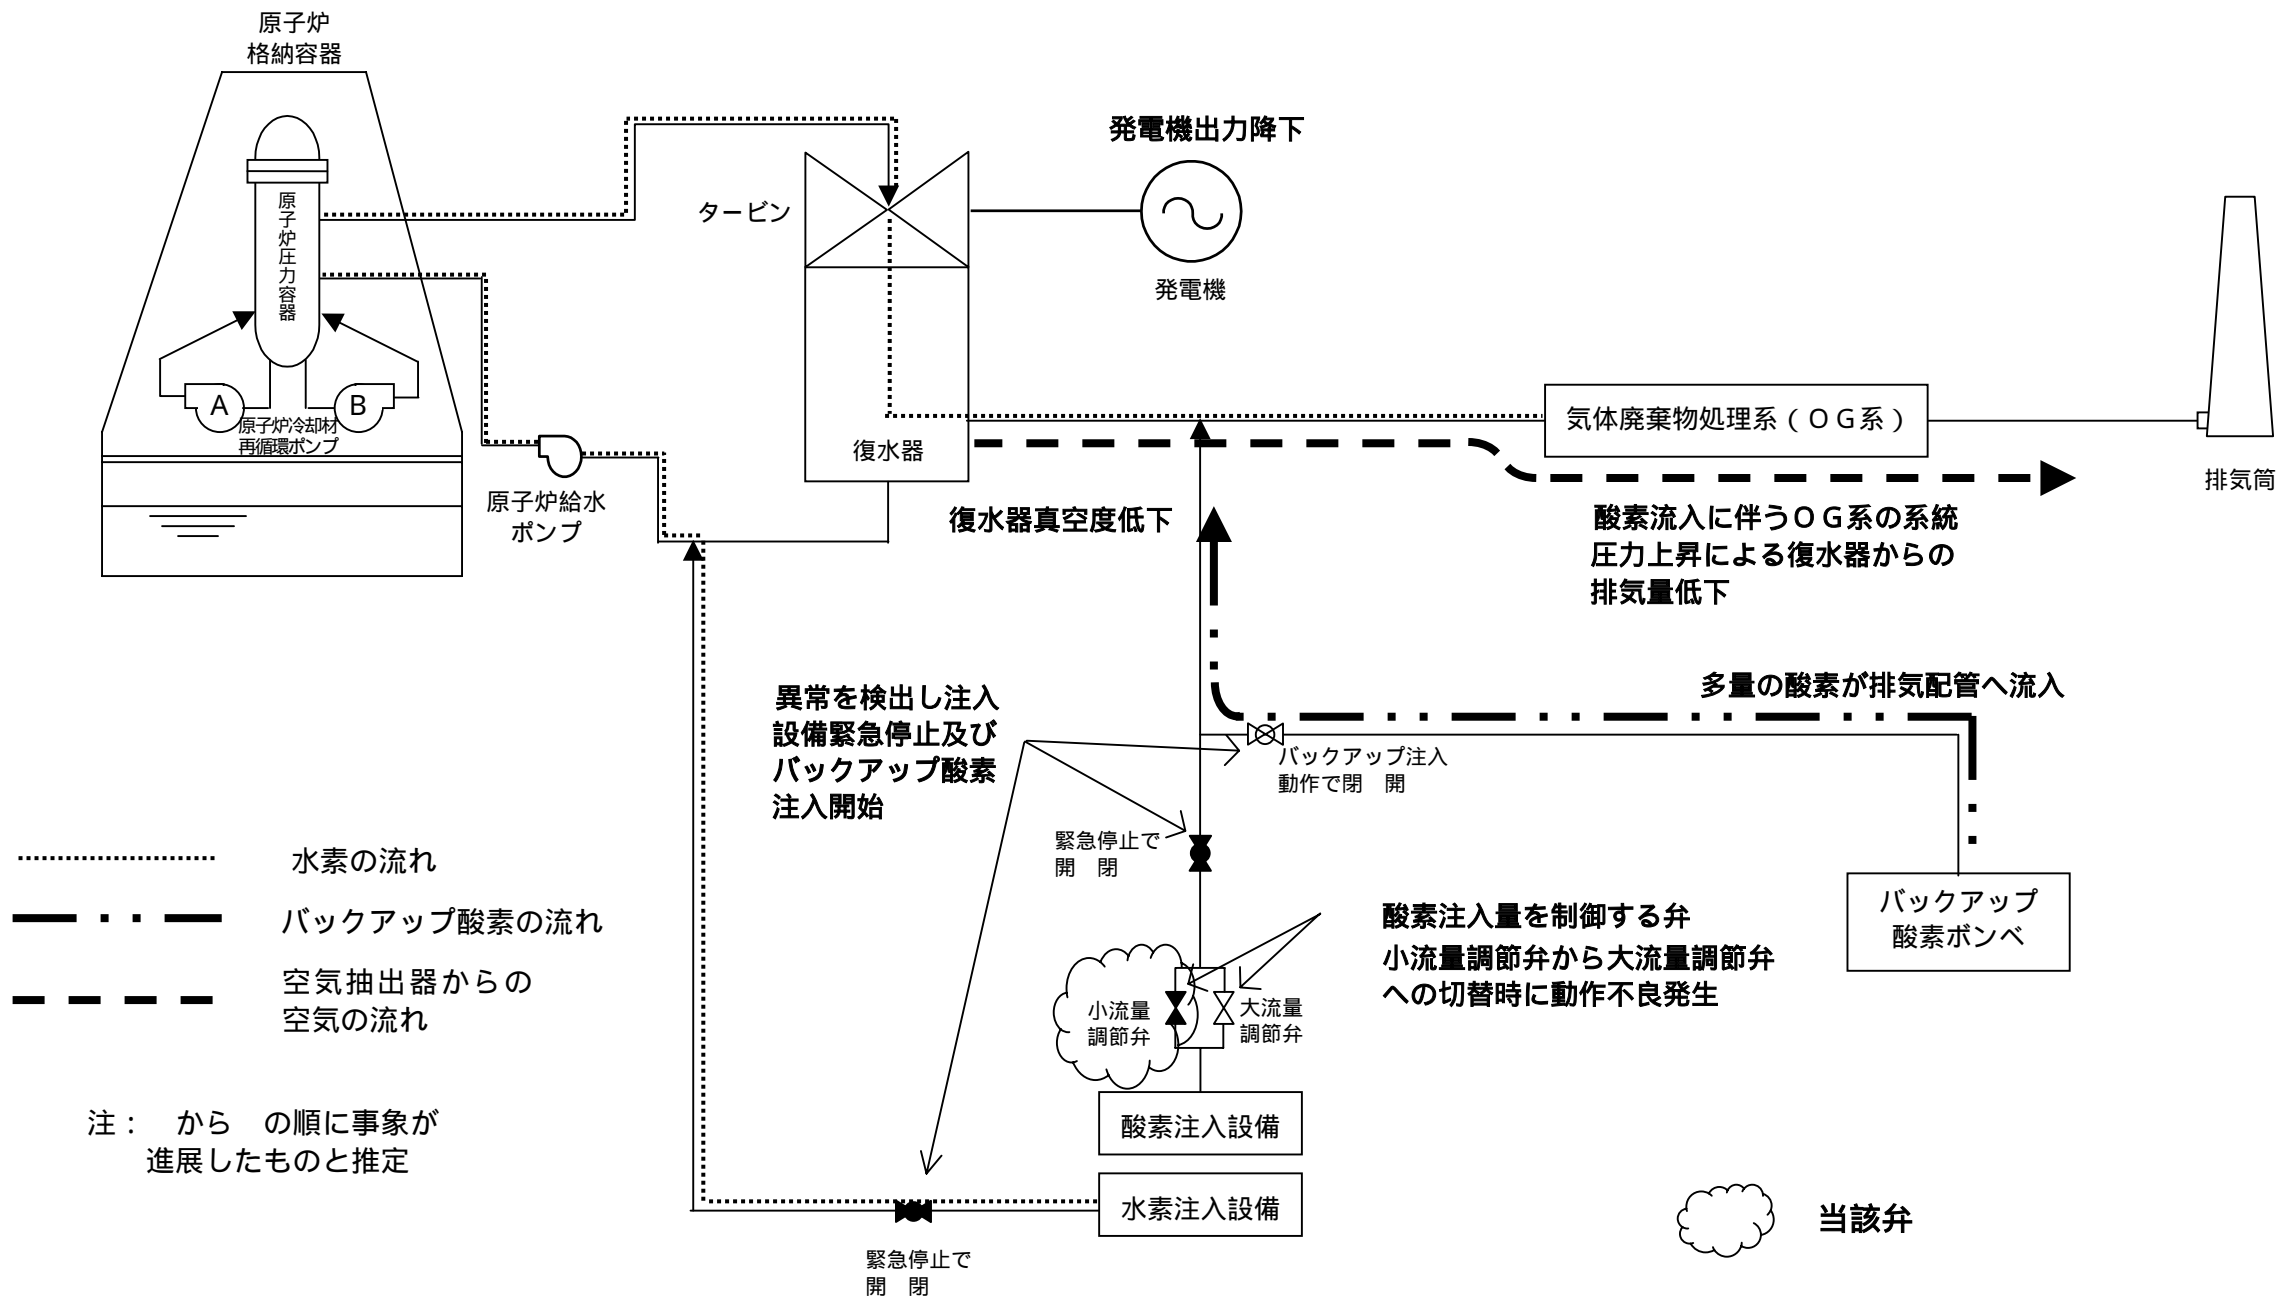 原子炉
格納容器
原子炉圧力容器
A
B
原子炉冷却材
再循環ポンプ
原子炉給水
ポンプ
タービン
復水器
発電機出力降下
発電機
気体廃棄物処理系（ＯＧ系）
排気筒
復水器真空度低下
酸素流入に伴うＯＧ系の系統
圧力上昇による復水器からの
排気量低下
多量の酸素が排気配管へ流入
異常を検出し注入
設備緊急停止及び
バックアップ酸素
注入開始
バックアップ注入
動作で閉　開
緊急停止で
開　閉
バックアップ
酸素ボンベ
酸素注入量を制御する弁
小流量調節弁から大流量調節弁
への切替時に動作不良発生
小流量
調節弁
大流量
調節弁
酸素注入設備
水素注入設備
緊急停止で
開　閉
水素の流れ
バックアップ酸素の流れ
空気抽出器からの
空気の流れ
注：　から　の順に事象が
進展したものと推定
当該弁